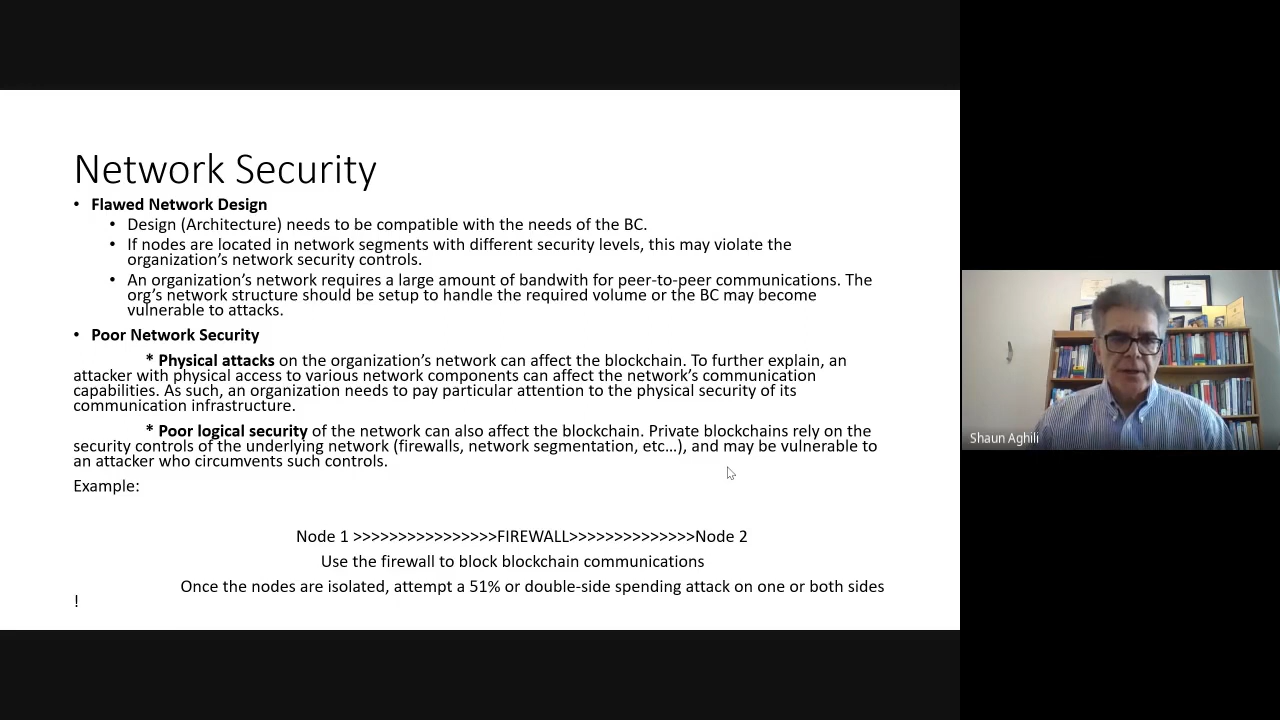 Network Security
• Flawed Network Design
• Design (Architecture) needs to be compatible with the needs of the BC.
• If nodes are located in network segments with different security levels, this may violate the
organization’s network security controls.
• An organization’s network requires a large amount of bandwith for peer-to-peer communications. The
org’s network structure should be setup to handle the required volume or the BC may become
vulnerable to attacks.
• Poor Network Security
* Physical attacks on the organization’s network can affect the blockchain. To further explain, an
attacker with physical access to various network components can affect the network’s communication
capabilities. As such, an organization needs to pay particular attention to the physical security of its
communication infrastructure.
* Poor logical security of the network can also affect the blockchain. Private blockchains rely on the
security controls of the underlying network (firewalls, network segmentation, etc…), and may be vulnerable to
an attacker who circumvents such controls.
Example:
Node 1 >>>>>>>>>>>>>>>>FIREWALL>>>>>>>>>>>>>>Node 2
Use the firewall to block blockchain communications
Once the nodes are isolated, attempt a 51% or double-side spending attack on one or both sides
!
Shaun Aghili